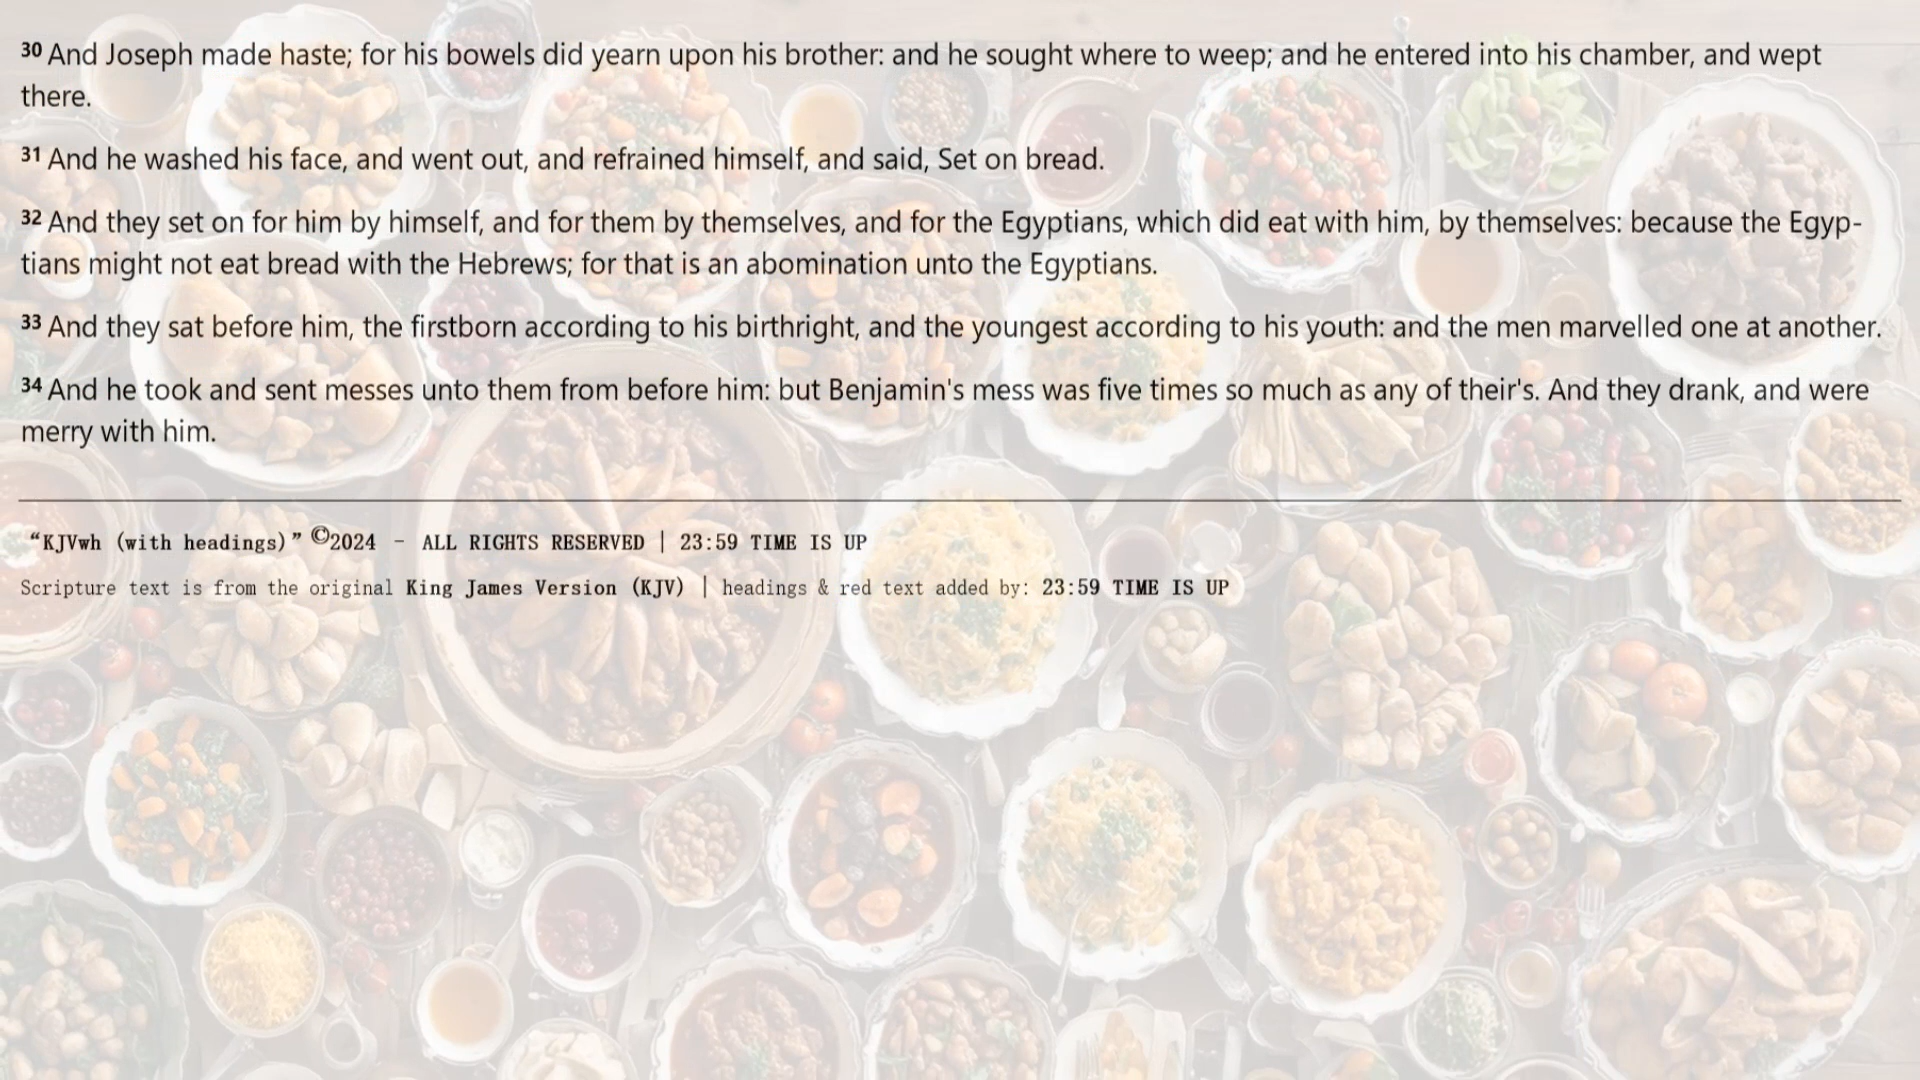 30 And Joseph made haste; for his bowels did yearn upon his brother: and he sought where to weep; and he entered into his chamber, and wept
there.
31 And he washed his face, and went out, and refrained himself, and said, Set on bread.
32 And they set on for him by himself, and for them by themselves, and for the Egyptians, which did eat with him, by themselves: because the Egyp-
tians might not eat bread with the Hebrews; for that is an abomination unto the Egyptians.
33 And they sat before him, the firstborn according to his birthright, and the youngest according to his youth: and the men marvelled one at another.
34 And he took and sent messes unto them from before him: but Benjamin's mess was five times so much as any of their's. And they drank, and were
merry with him.
“KJVwh (with headings)” ©2024 - ALL RIGHTS RESERVED | 23:59 TIME IS UP
Scripture text is from the original King James Version (KJV) | headings & red text added by: 23:59 TIME IS UP